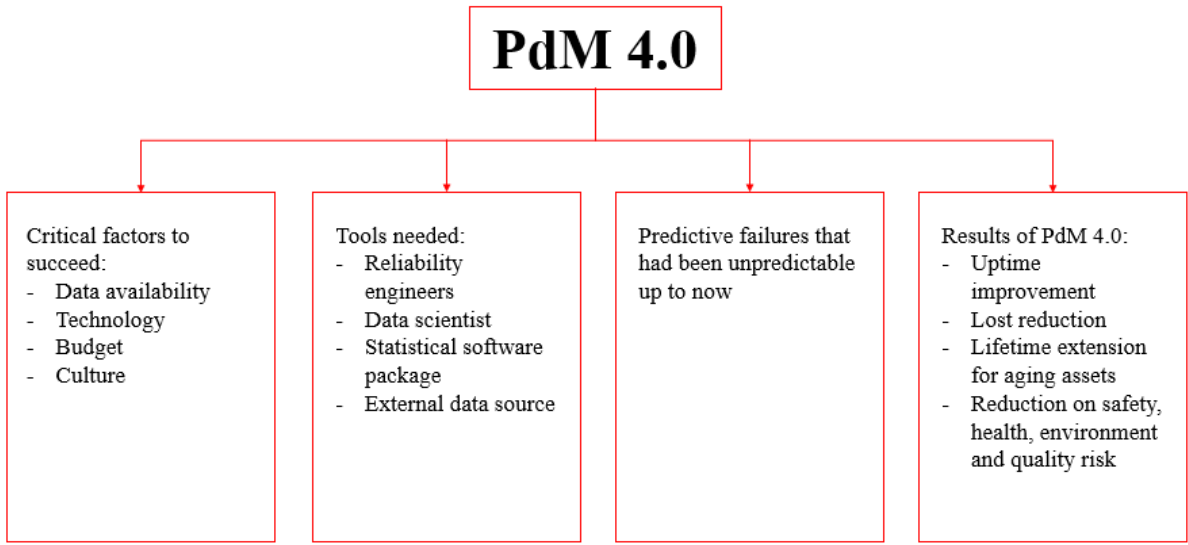 PdM 4.0
Critical factors to
succeed:
- Data availability
- Technology
- Budget
- Culture
Tools needed:
- Reliability
engineers
- Data scientist
- Statistical software
package
- External data source
Predictive failures that
had been unpredictable
up to now
Results of PdM 4.0:
- Uptime
improvement
- Lost reduction
- Lifetime extension
for aging assets
- Reduction on safety,
health, environment
and quality risk